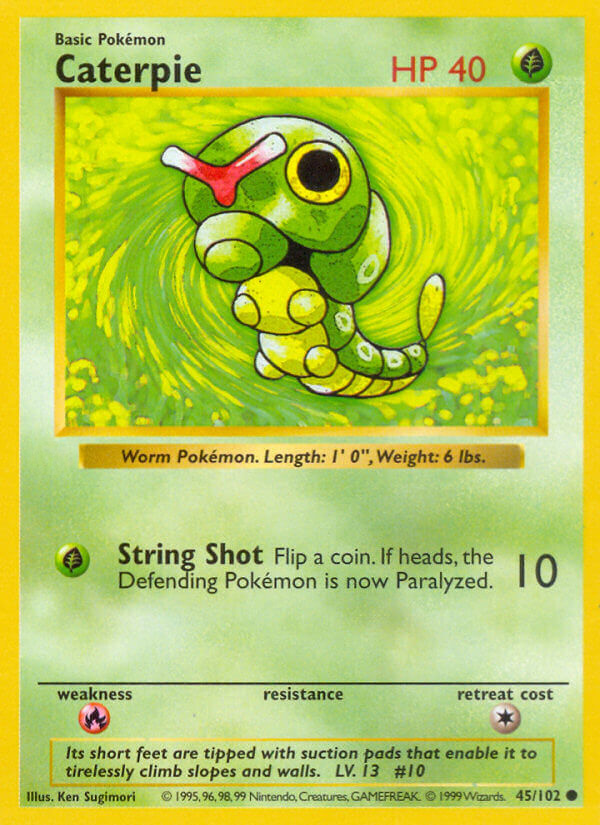 Basic Pokémon
Caterpie HP 40
Worm Pokémon. Length: 1' 0", Weight: 6 lbs.
String Shot Flip a coin. If heads, the
Defending Pokémon is now Paralyzed. 10
weakness resistance retreat cost
Its short feet are tipped with suction pads that enable it to
tirelessly climb slopes and walls. LV. 13 #10
Illus. Ken Sugimori © 1995, 96, 98, 99 Nintendo, Creatures, GAMEFREAK. © 1999 Wizards. 45/102